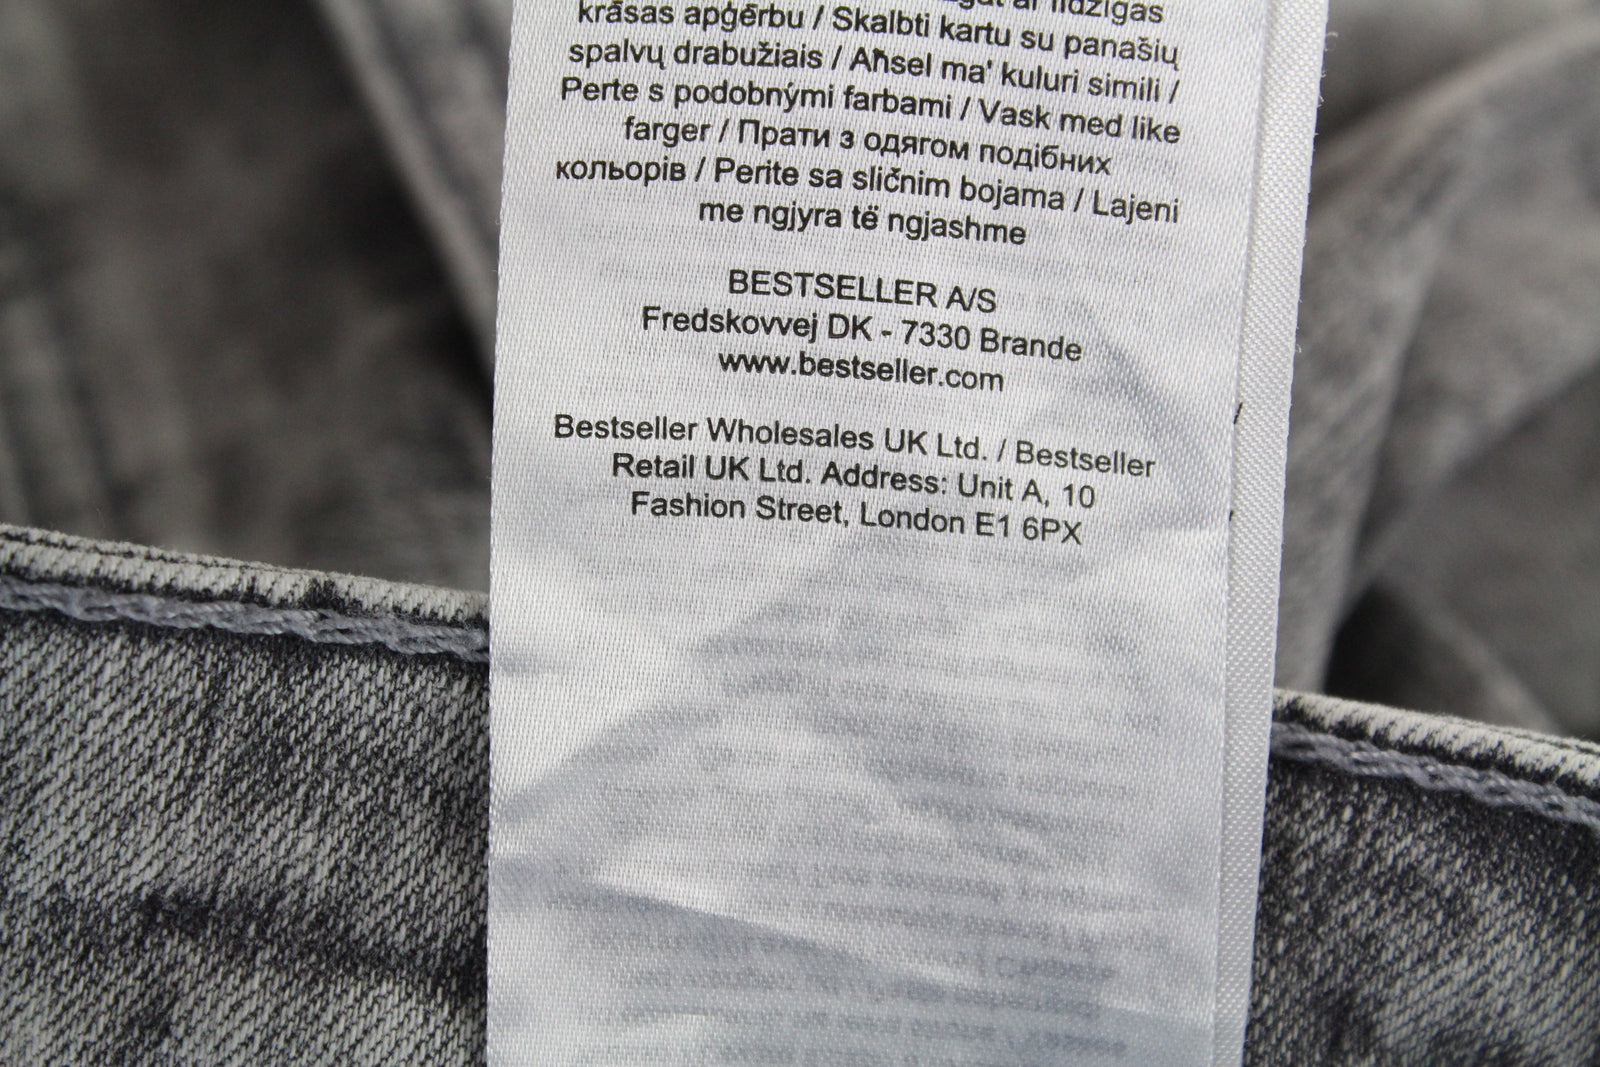 ar līdzīgas
krāsas apģērbu / Skalbti kartu su panašių
spalvų drabužiais / Aħsel ma' kuluri simili /
Perte s podobnými farbami / Vask med like
farger / Прати з одягом подібних
кольорів / Perite sa sličnim bojama / Lajeni
me ngjyra të ngjashme
BESTSELLER A/S
Fredskovvej DK - 7330 Brande
www.bestseller.com
Bestseller Wholesales UK Ltd. / Bestseller
Retail UK Ltd. Address: Unit A, 10
Fashion Street, London E1 6PX